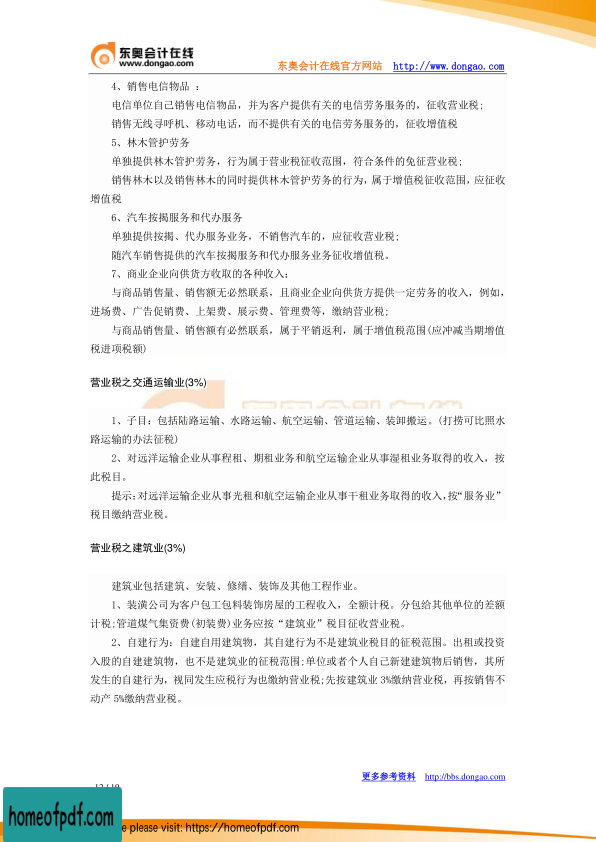 东奥会计在线
www.dongao.com
东奥会计在线官方网站 http://www.dongao.com
4、销售电信物品 ：
电信单位自己销售电信物品，并为客户提供有关的电信劳务服务的，征收营业税;
销售无线寻呼机、移动电话，而不提供有关的电信劳务服务的，征收增值税
5、林木管护劳务
单独提供林木管护劳务，行为属于营业税征收范围，符合条件的免征营业税;
销售林木以及销售林木的同时提供林木管护劳务的行为，属于增值税征收范围，应征收
增值税
6、汽车按揭服务和代办服务
单独提供按揭、代办服务业务，不销售汽车的，应征收营业税;
随汽车销售提供的汽车按揭服务和代办服务业务征收增值税。
7、商业企业向供货方收取的各种收入:
与商品销售量、销售额无必然联系，且商业企业向供货方提供一定劳务的收入，例如，
进场费、广告促销费、上架费、展示费、管理费等，缴纳营业税;
与商品销售量、销售额有必然联系，属于平销返利，属于增值税范围(应冲减当期增值
税进项税额)
营业税之交通运输业(3%)
1、子目：包括陆路运输、水路运输、航空运输、管道运输、装卸搬运。(打捞可比照水
路运输的办法征税)
2、对远洋运输企业从事程租、期租业务和航空运输企业从事湿租业务取得的收入，按
此税目。
提示:对远洋运输企业从事光租和航空运输企业从事干租业务取得的收入,按“服务业”
税目缴纳营业税。
营业税之建筑业(3%)
建筑业包括建筑、安装、修缮、装饰及其他工程作业。
1、装潢公司为客户包工包料装饰房屋的工程收入，全额计税。分包给其他单位的差额
计税;管道煤气集资费(初装费)业务应按“建筑业”税目征收营业税。
2、自建行为：自建自用建筑物，其自建行为不是建筑业税目的征税范围。出租或投资
入股的自建建筑物，也不是建筑业的征税范围;单位或者个人自己新建建筑物后销售，其所
发生的自建行为，视同发生应税行为也缴纳营业税;先按建筑业 3%缴纳营业税，再按销售不
动产 5%缴纳营业税。
更多参考资料 http://bbs.dongao.com
homeofpdf.com
please visit: https://homeofpdf.com